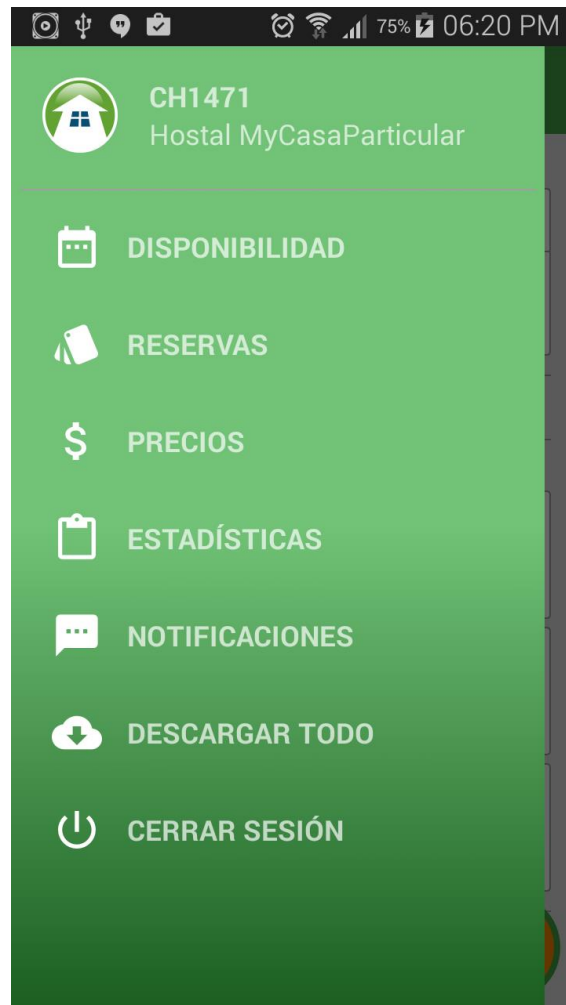 75% 06:20 PM
CH1471
Hostal MyCasaParticular
DISPONIBILIDAD
RESERVAS
$ PRECIOS
ESTADÍSTICAS
NOTIFICACIONES
DESCARGAR TODO
CERRAR SESIÓN